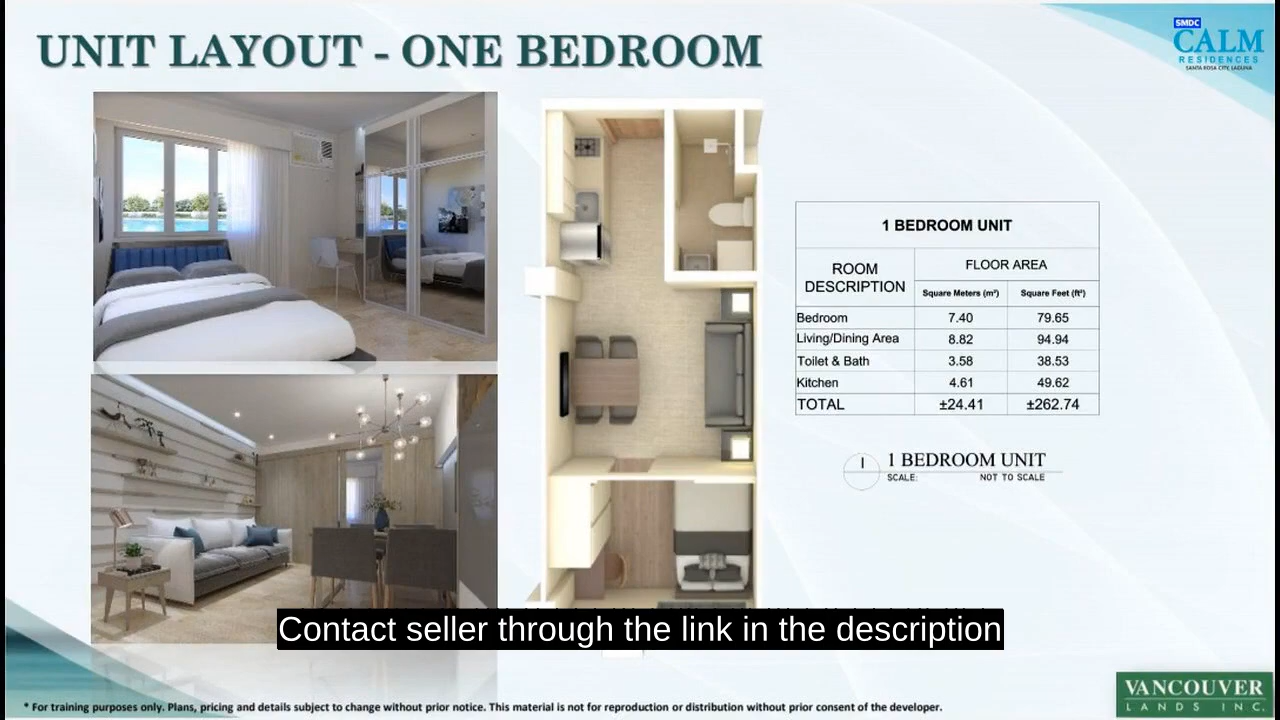 UNIT LAYOUT - ONE BEDROOM
SMDC
CALM
RESIDENCES
SANTA ROSA CITY, LAGUNA
1 BEDROOM UNIT
ROOM DESCRIPTION
FLOOR AREA
Square Meters (m²) Square Feet (ft²)
Bedroom 7.40 79.65
Living/Dining Area 8.82 94.94
Toilet & Bath 3.58 38.53
Kitchen 4.61 49.62
TOTAL ±24.41 ±262.74
1 1 BEDROOM UNIT
SCALE: NOT TO SCALE
Contact seller through the link in the description
VANCOUVER
LANDS INC.
* For training purposes only. Plans, pricing and details subject to change without prior notice. This material is not for reproduction or distribution without prior consent of the developer.